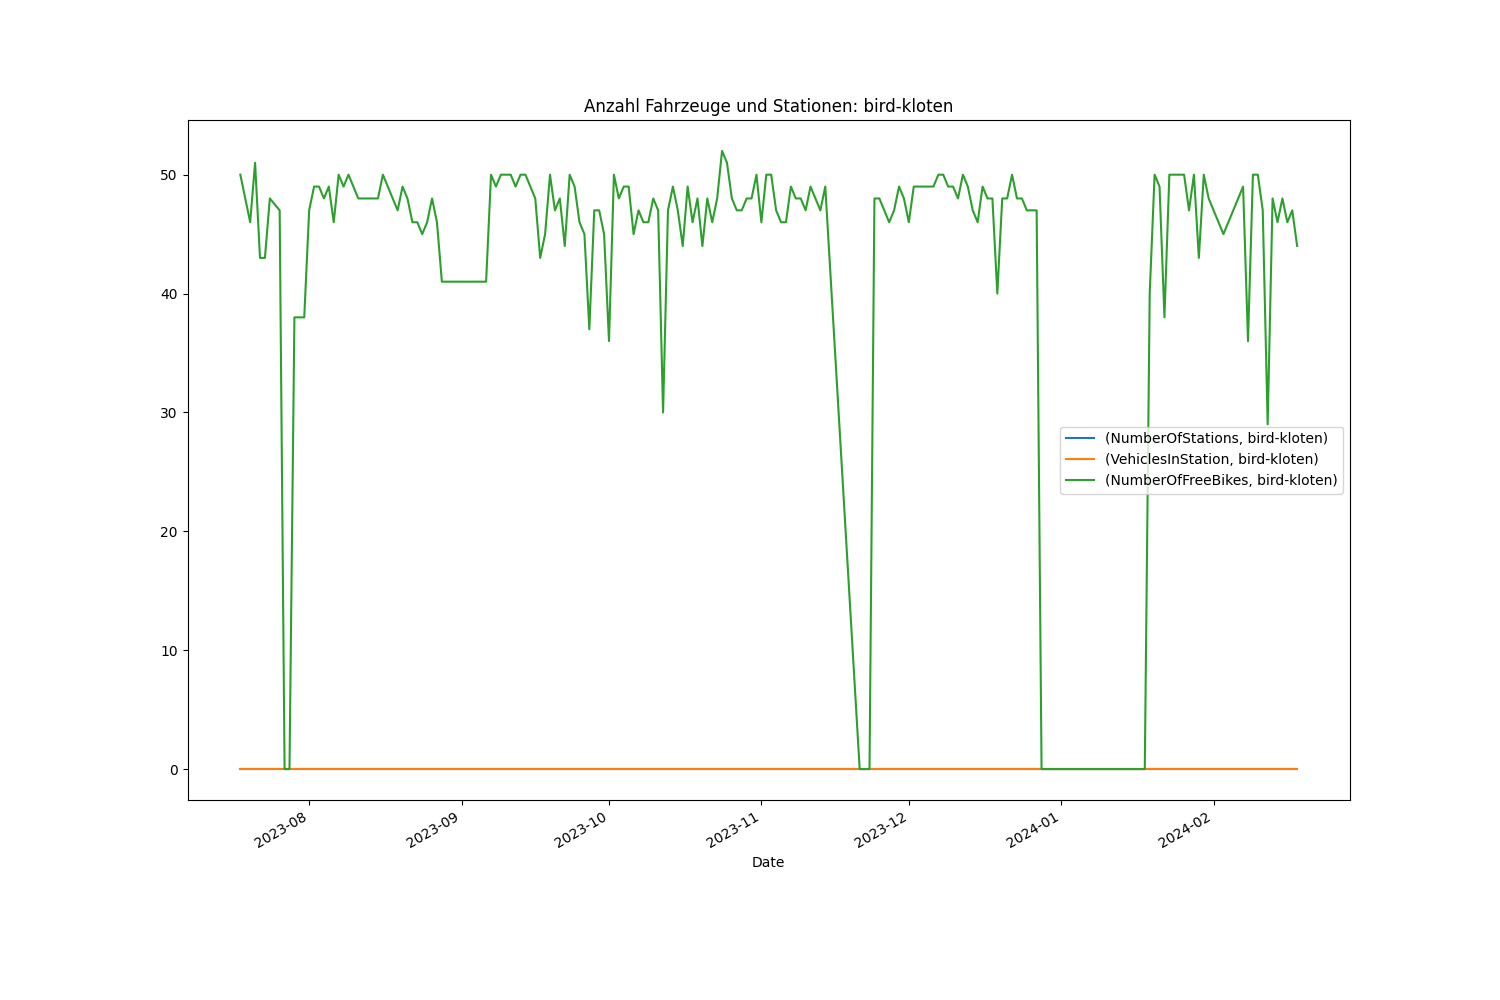 Anzahl Fahrzeuge und Stationen: bird-kloten
50
40
30
20
10
0
(NumberOfStations, bird-kloten)
(VehiclesInStation, bird-kloten)
(NumberOfFreeBikes, bird-kloten)
2023-08
2023-09
2023-10
2023-11
2023-12
2024-01
2024-02
Date